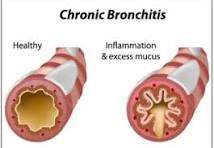 Chronic Bronchitis
Healthy
Inflammation
& excess mucus